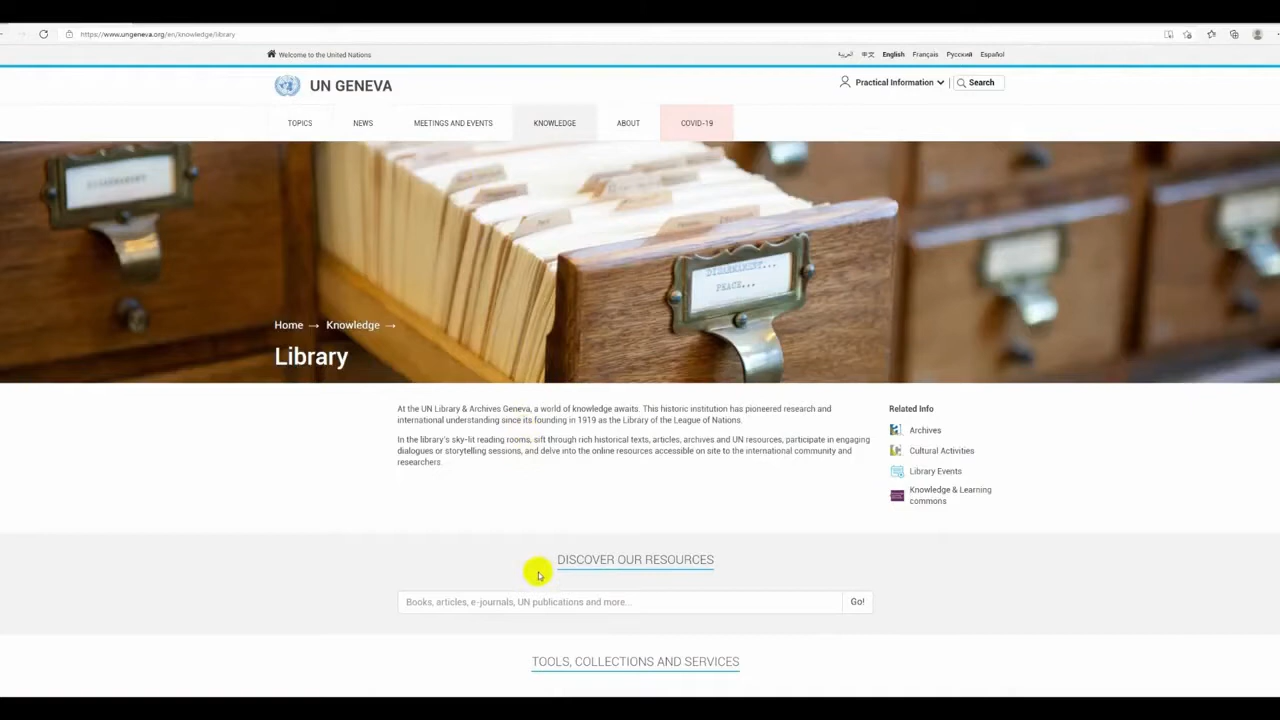 https://www.ungeneva.org/en/knowledge/library
Welcome to the United Nations
العربية 中文 English Français Русский Español
UN GENEVA
Practical Information | Search
TOPICS NEWS MEETINGS AND EVENTS KNOWLEDGE ABOUT COVID-19
DISARMAMENT
DISARMAMENT...
PEACE...
Home → Knowledge →
Library
At the UN Library & Archives Geneva, a world of knowledge awaits. This historic institution has pioneered research and
international understanding since its founding in 1919 as the Library of the League of Nations.
In the library's sky-lit reading rooms, sift through rich historical texts, articles, archives and UN resources, participate in engaging
dialogues or storytelling sessions, and delve into the online resources accessible on site to the international community and
researchers.
Related Info
Archives
Cultural Activities
Library Events
Knowledge & Learning
commons
DISCOVER OUR RESOURCES
Books, articles, e-journals, UN publications and more...
Go!
TOOLS, COLLECTIONS AND SERVICES